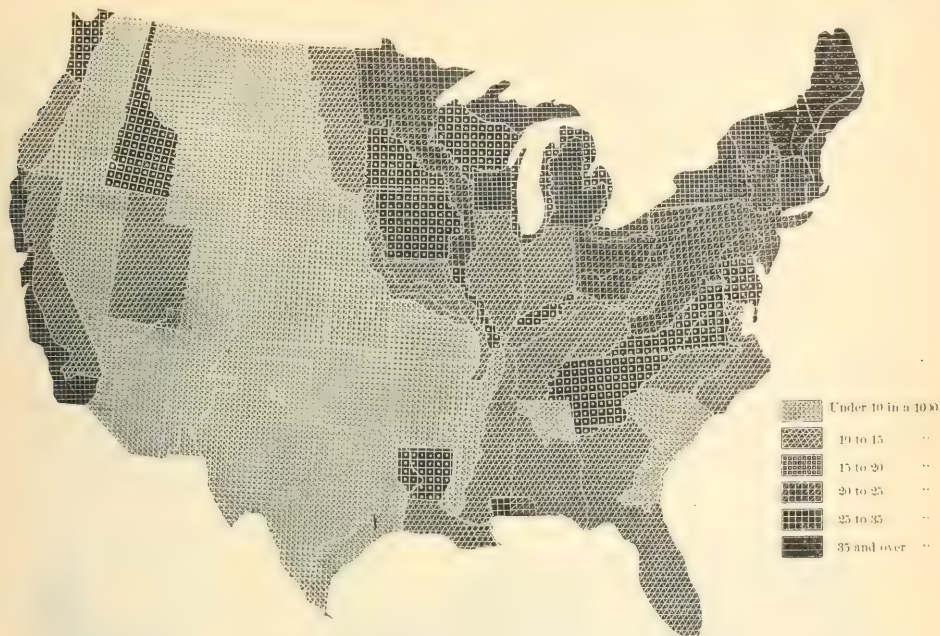 Under 10 in a 1000.
10 to 15 "
15 to 20 "
20 to 25 "
25 to 35 "
35 and over "